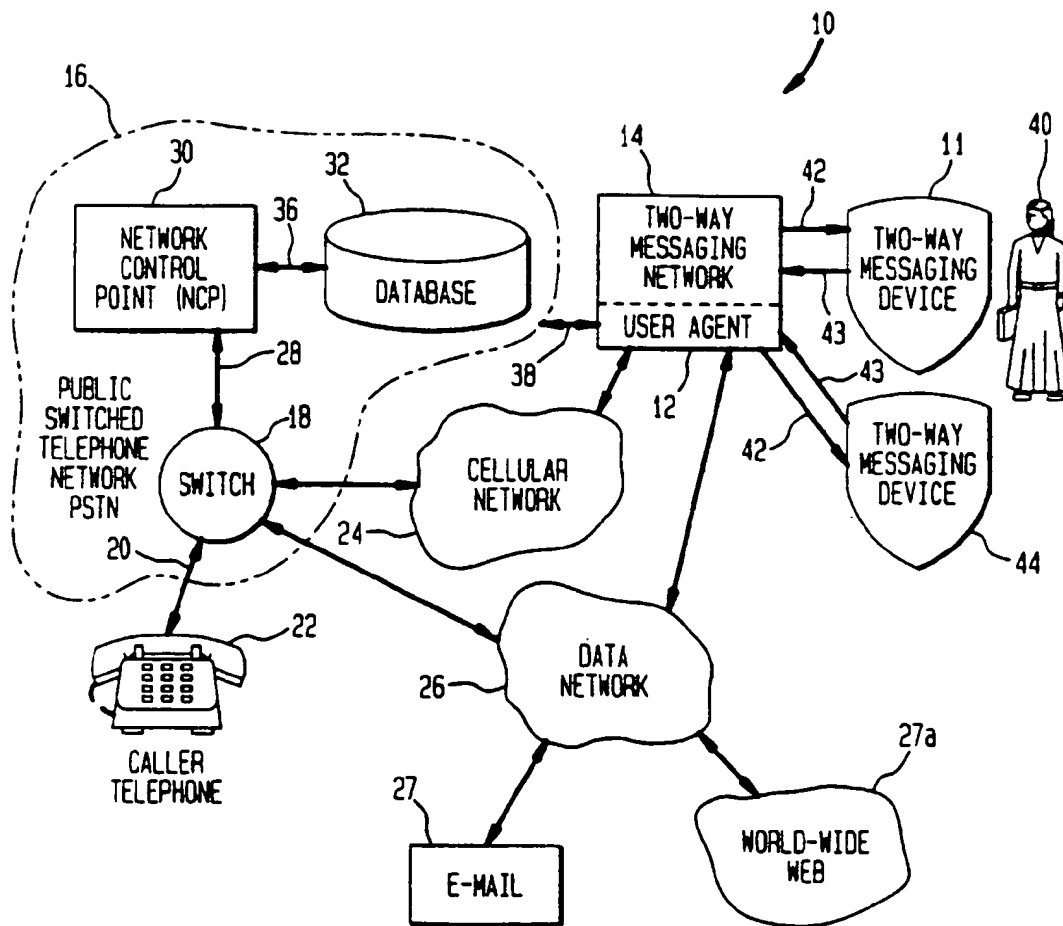 10
16
30
NETWORK
CONTROL
POINT (NCP)
36
32
DATABASE
14
TWO-WAY
MESSAGING
NETWORK
USER AGENT
12
38
42
43
11
TWO-WAY
MESSAGING
DEVICE
40
43
42
TWO-WAY
MESSAGING
DEVICE
44
28
PUBLIC
SWITCHED
TELEPHONE
NETWORK
PSTN
18
SWITCH
20
CELLULAR
NETWORK
24
22
CALLER
TELEPHONE
DATA
NETWORK
26
27
E-MAIL
27a
WORLD-WIDE
WEB